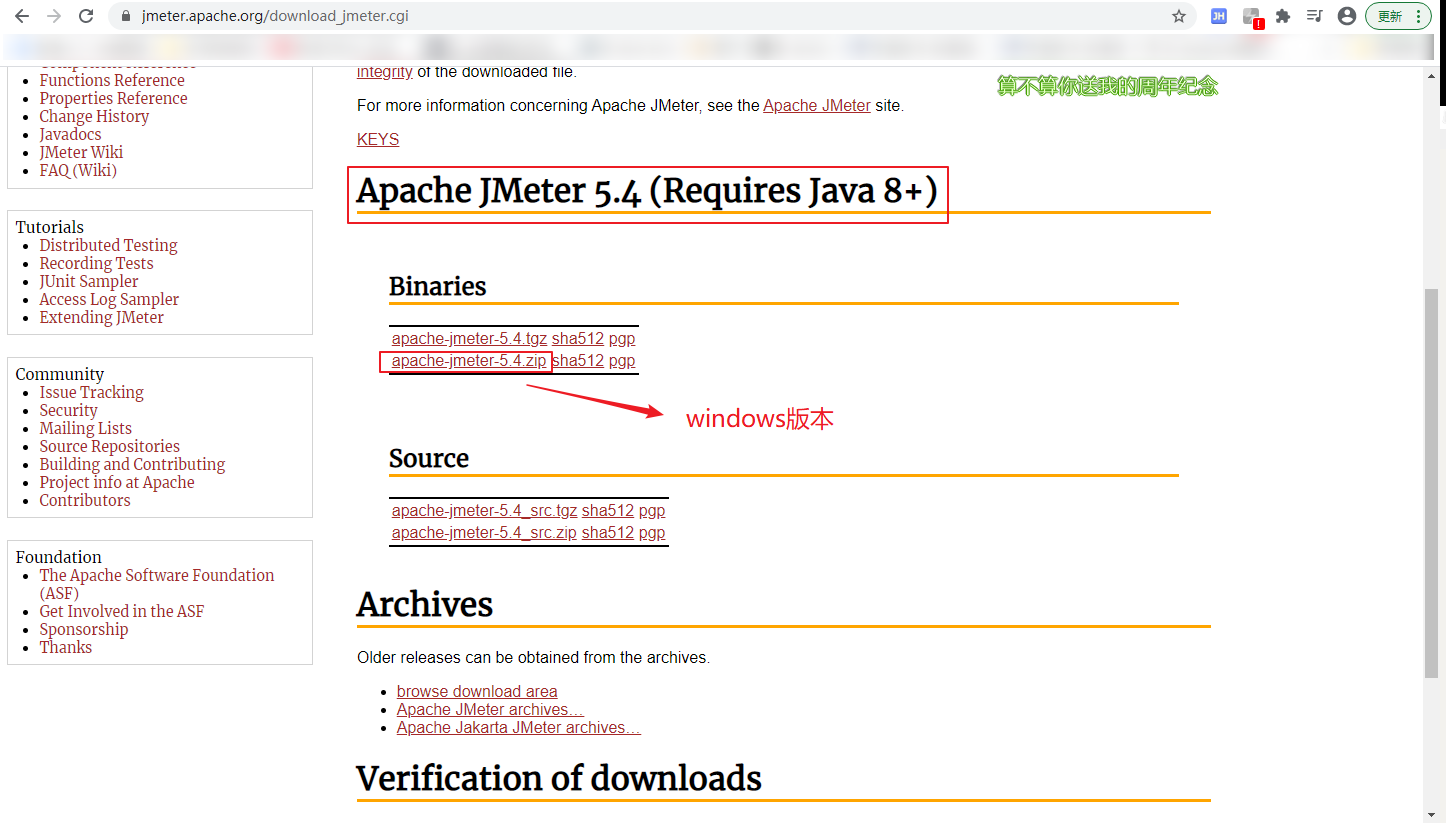 jmeter.apache.org/download_jmeter.cgi
JH
更新
Functions Reference
Properties Reference
Change History
Javadocs
JMeter Wiki
FAQ (Wiki)
Tutorials
Distributed Testing
Recording Tests
JUnit Sampler
Access Log Sampler
Extending JMeter
Community
Issue Tracking
Security
Mailing Lists
Source Repositories
Building and Contributing
Project info at Apache
Contributors
Foundation
The Apache Software Foundation
(ASF)
Get Involved in the ASF
Sponsorship
Thanks
integrity of the downloaded file.
算不算你送我的周年纪念
For more information concerning Apache JMeter, see the Apache JMeter site.
KEYS
Apache JMeter 5.4 (Requires Java 8+)
Binaries
apache-jmeter-5.4.tgz sha512 pgp
apache-jmeter-5.4.zip sha512 pgp
windows版本
Source
apache-jmeter-5.4_src.tgz sha512 pgp
apache-jmeter-5.4_src.zip sha512 pgp
Archives
Older releases can be obtained from the archives.
browse download area
Apache JMeter archives...
Apache Jakarta JMeter archives...
Verification of downloads